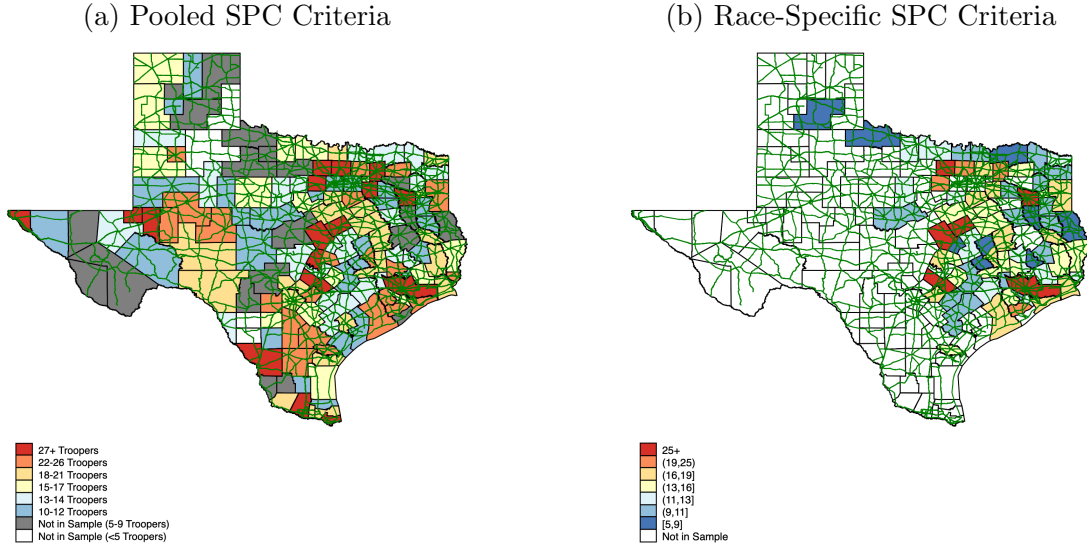 (a) Pooled SPC Criteria
(b) Race-Specific SPC Criteria
27+ Troopers
22-26 Troopers
18-21 Troopers
15-17 Troopers
13-14 Troopers
10-12 Troopers
Not in Sample (5-9 Troopers)
Not in Sample (<5 Troopers)
25+
(19,25)
(16,19]
(13,16]
(11,13]
(9,11]
[5,9]
Not in Sample